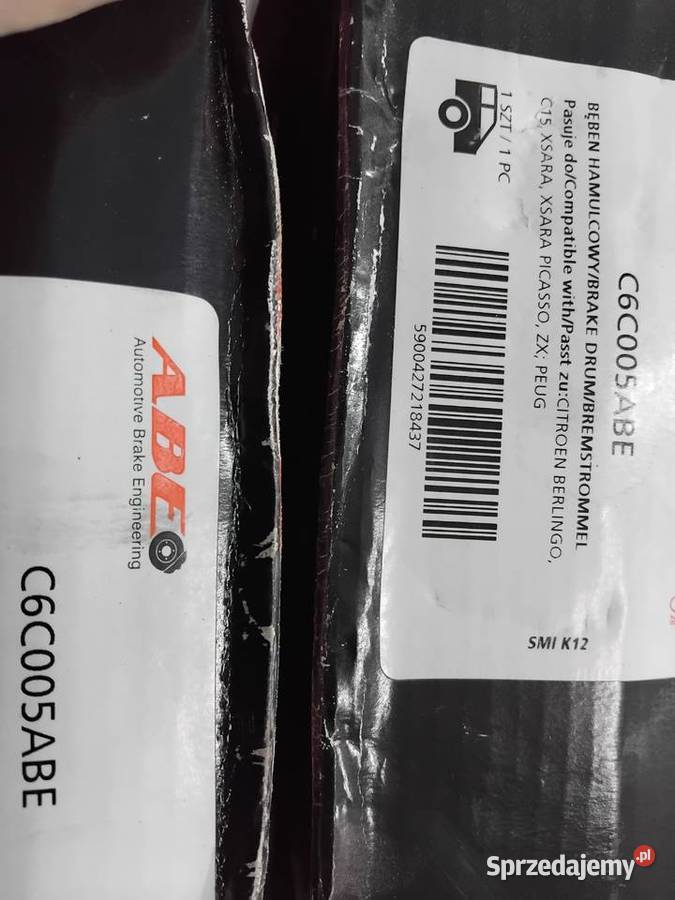 C6C005ABE
BĘBEN HAMULCOWY/BRAKE DRUM/BREMSTROMMEL
Pasuje do/Compatible with/Passt zu:CITROEN BERLINGO,
C15, XSARA, XSARA PICASSO, ZX; PEUG
1 SZT / 1 PC
5900427218437
SMI K12
ABE
Automotive Brake Engineering
C6C005ABE
Sprzedajemy.pl